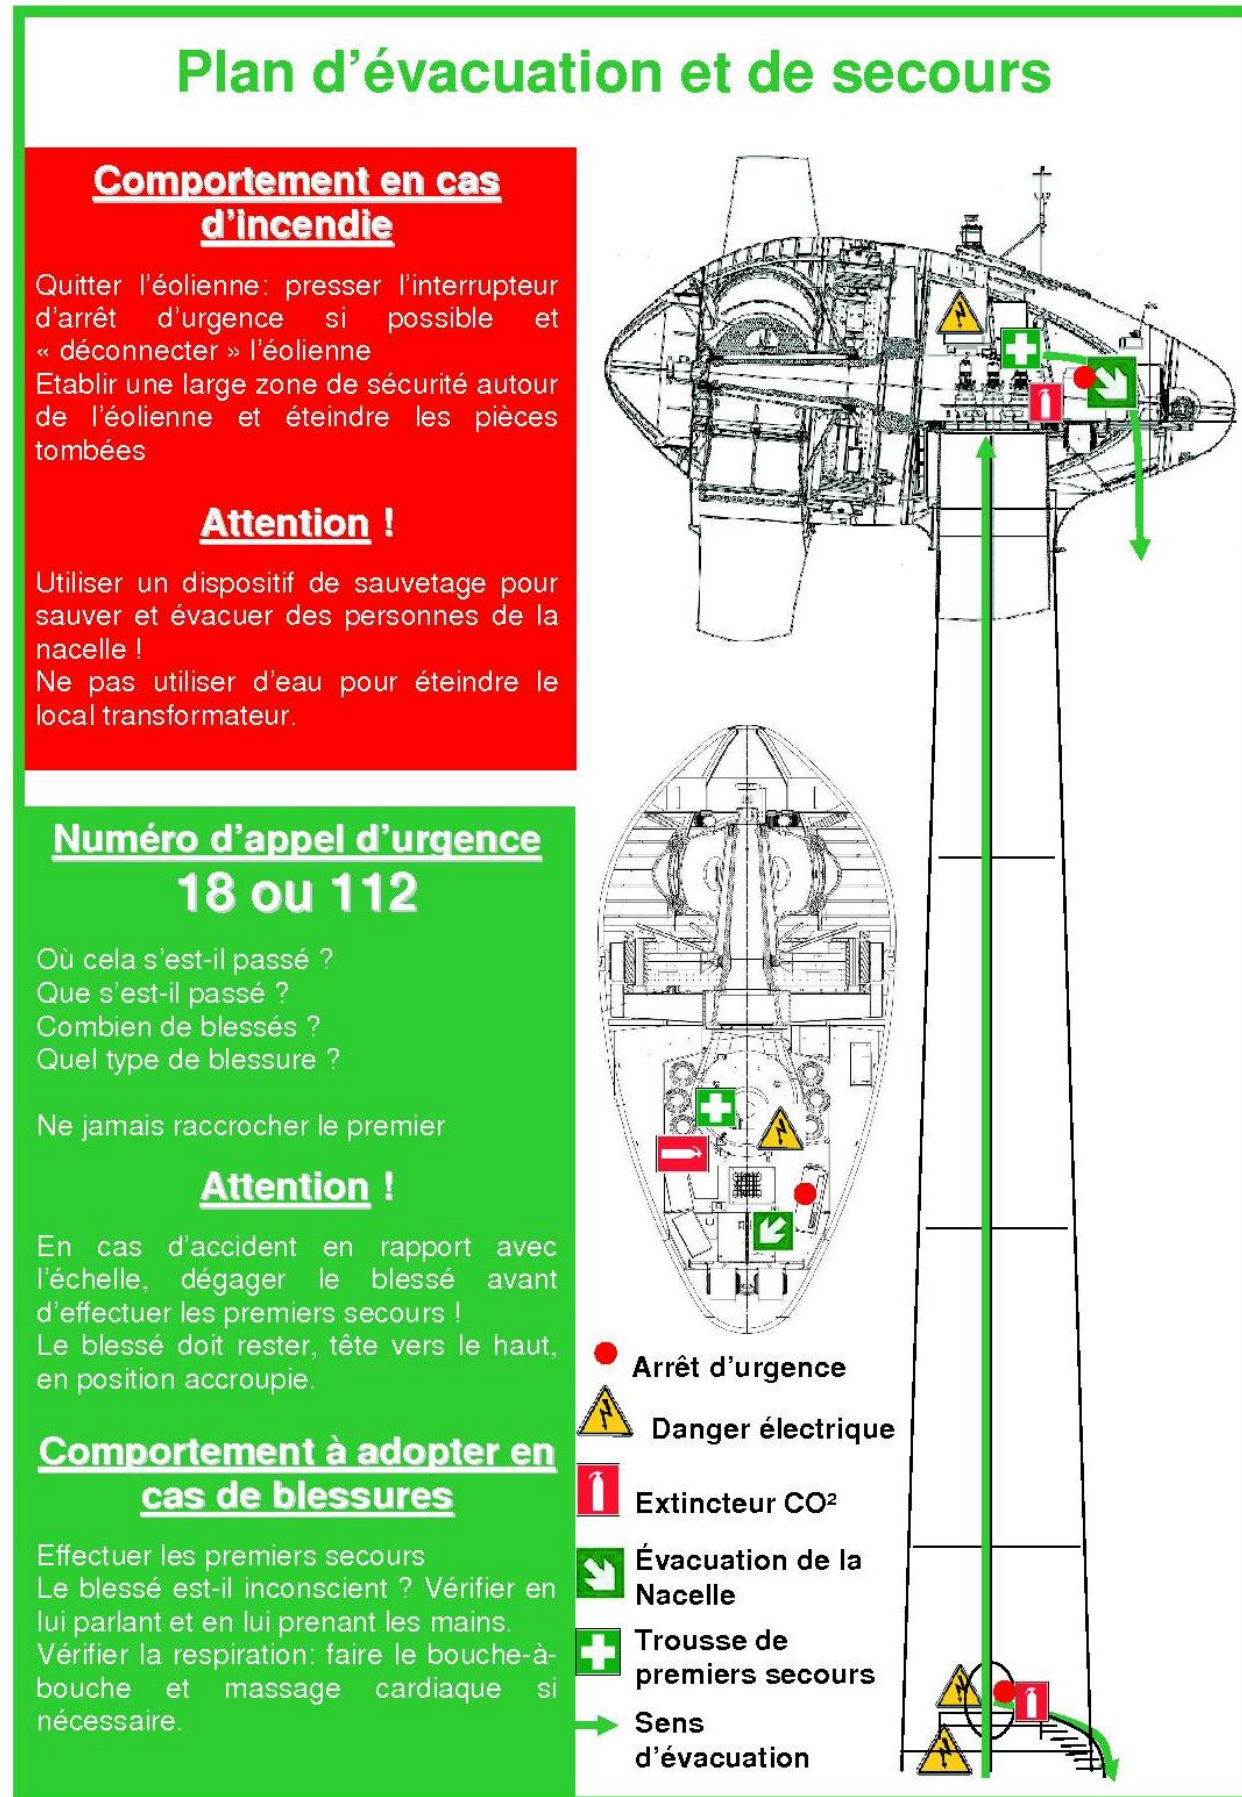 Plan d'évacuation et de secours
Comportement en cas
d'incendie
Quitter l'éolienne: presser l'interrupteur
d'arrêt d'urgence si possible et
« déconnecter » l'éolienne
Etablir une large zone de sécurité autour
de l'éolienne et éteindre les pièces
tombées
Attention !
Utiliser un dispositif de sauvetage pour
sauver et évacuer des personnes de la
nacelle !
Ne pas utiliser d'eau pour éteindre le
local transformateur.
Numéro d'appel d'urgence
18 ou 112
Où cela s'est-il passé ?
Que s'est-il passé ?
Combien de blessés ?
Quel type de blessure ?
Ne jamais raccrocher le premier
Attention !
En cas d'accident en rapport avec
l'échelle, dégager le blessé avant
d'effectuer les premiers secours !
Le blessé doit rester, tête vers le haut,
en position accroupie.
Comportement à adopter en
cas de blessures
Effectuer les premiers secours
Le blessé est-il inconscient ? Vérifier en
lui parlant et en lui prenant les mains.
Vérifier la respiration: faire le bouche-à-
bouche et massage cardiaque si
nécessaire.
Arrêt d'urgence
Danger électrique
Extincteur CO²
Évacuation de la
Nacelle
Trousse de
premiers secours
Sens
d'évacuation